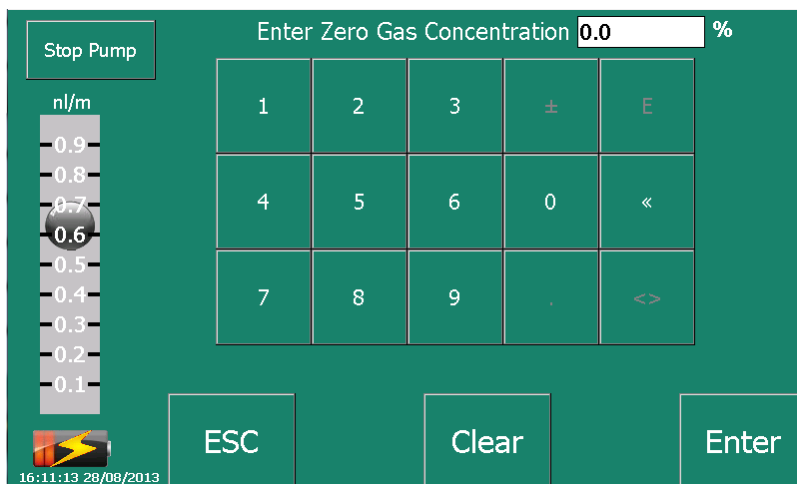 Enter Zero Gas Concentration 0.0 %
Stop Pump
nl/m
0.9
0.8
0.7
0.6
0.5
0.4
0.3
0.2
0.1
1 2 3 ± E
4 5 6 0 «
7 8 9 . <>
ESC Clear Enter
16:11:13 28/08/2013